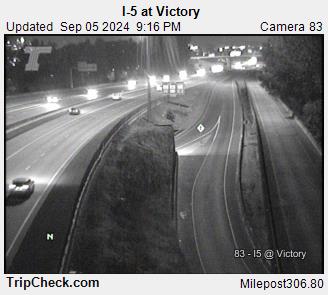 I-5 at Victory
Updated  Sep 05 2024  9:16 PM
Camera 83
T
N
83 - I5 @ Victory
TripCheck.com
Milepost306.80